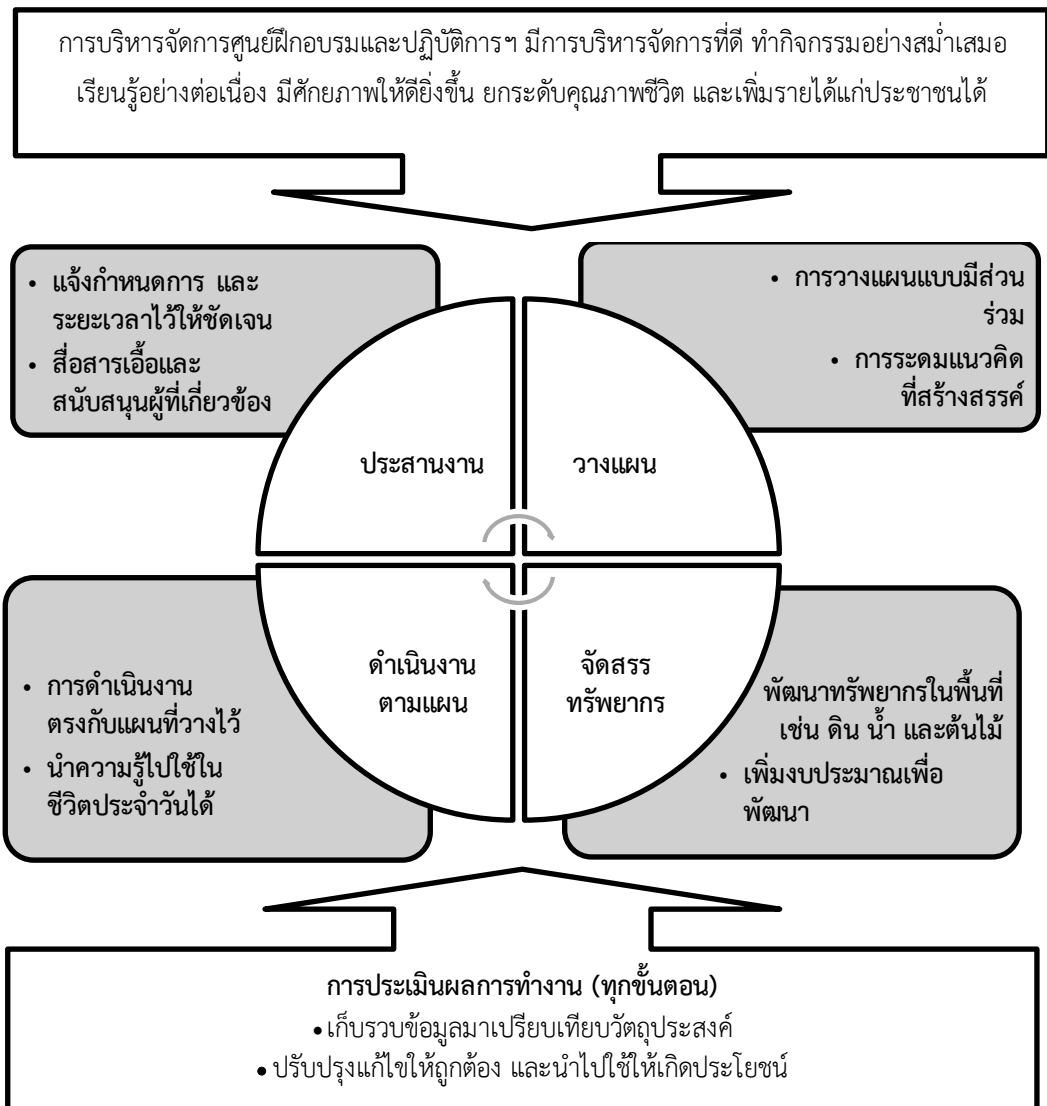 การบริหารจัดการศูนย์ฝึกอบรมและปฏิบัติการฯ มีการบริหารจัดการที่ดี ทำกิจกรรมอย่างสม่ำเสมอ
เรียนรู้อย่างต่อเนื่อง มีศักยภาพให้ดียิ่งขึ้น ยกระดับคุณภาพชีวิต และเพิ่มรายได้แก่ประชาชนได้
• แจ้งกำหนดการ และ
ระยะเวลาไว้ให้ชัดเจน
• สื่อสารเอื้อและ
สนับสนุนผู้ที่เกี่ยวข้อง
• การวางแผนแบบมีส่วน
ร่วม
• การระดมแนวคิด
ที่สร้างสรรค์
ประสานงาน
วางแผน
ดำเนินงาน
ตามแผน
จัดสรร
ทรัพยากร
• การดำเนินงาน
ตรงกับแผนที่วางไว้
• นำความรู้ไปใช้ใน
ชีวิตประจำวันได้
พัฒนาทรัพยากรในพื้นที่
เช่น ดิน น้ำ และต้นไม้
• เพิ่มงบประมาณเพื่อ
พัฒนา
การประเมินผลการทำงาน (ทุกขั้นตอน)
• เก็บรวบข้อมูลมาเปรียบเทียบวัตถุประสงค์
• ปรับปรุงแก้ไขให้ถูกต้อง และนำไปใช้ให้เกิดประโยชน์